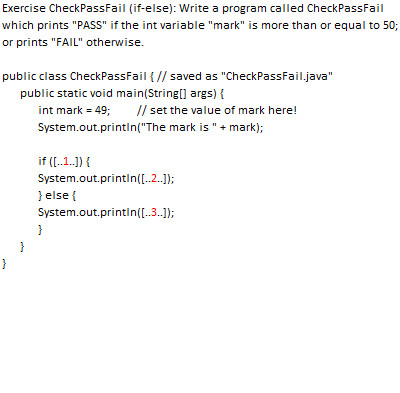 Exercise CheckPassFail (if-else): Write a program called CheckPassFail
which prints "PASS" if the int variable "mark" is more than or equal to 50;
or prints "FAIL" otherwise.
public class CheckPassFail { // saved as "CheckPassFail.java"
public static void main(String[] args) {
int mark = 49; // set the value of mark here!
System.out.println("The mark is " + mark);
if ([..1..]) {
System.out.println([..2..]);
} else {
System.out.println([..3..]);
}
}
}